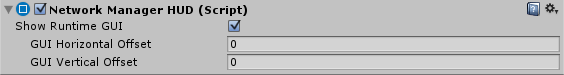 Network Manager HUD (Script)
Show Runtime GUI
GUI Horizontal Offset 0
GUI Vertical Offset 0